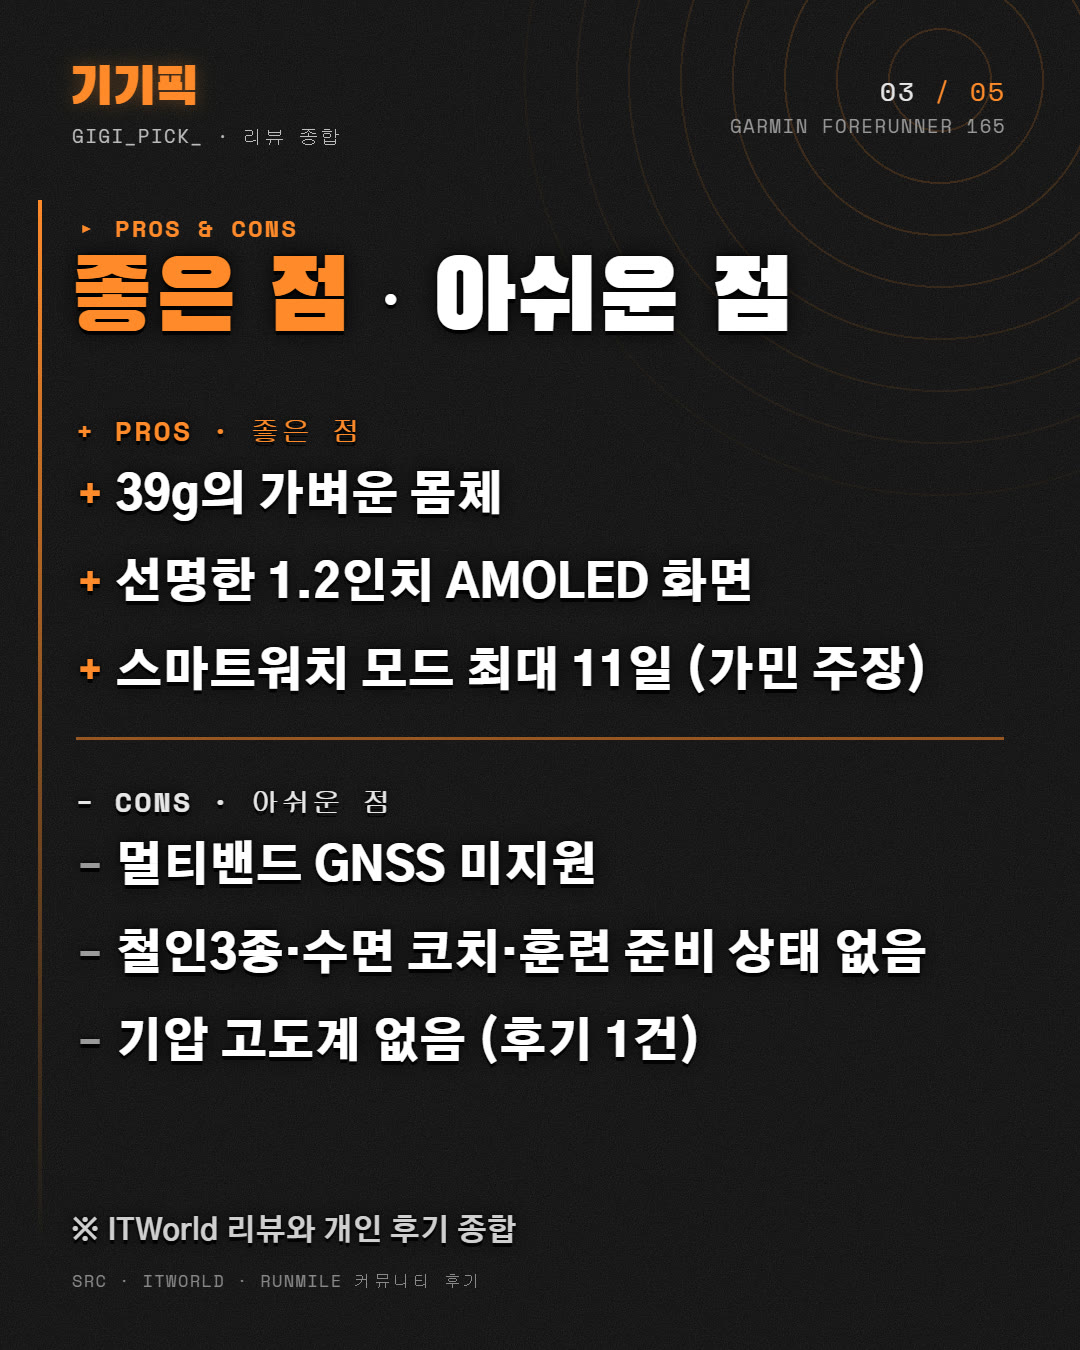 기기픽
GIGI_PICK_ · 리뷰 종합
03 / 05
GARMIN FORERUNNER 165
▸ PROS & CONS
좋은 점 · 아쉬운 점
+ PROS · 좋은 점
+ 39g의 가벼운 몸체
+ 선명한 1.2인치 AMOLED 화면
+ 스마트워치 모드 최대 11일 (가민 주장)
– CONS · 아쉬운 점
– 멀티밴드 GNSS 미지원
– 철인3종·수면 코치·훈련 준비 상태 없음
– 기압 고도계 없음 (후기 1건)
※ ITWorld 리뷰와 개인 후기 종합
SRC · ITWORLD · RUNMILE 커뮤니티 후기